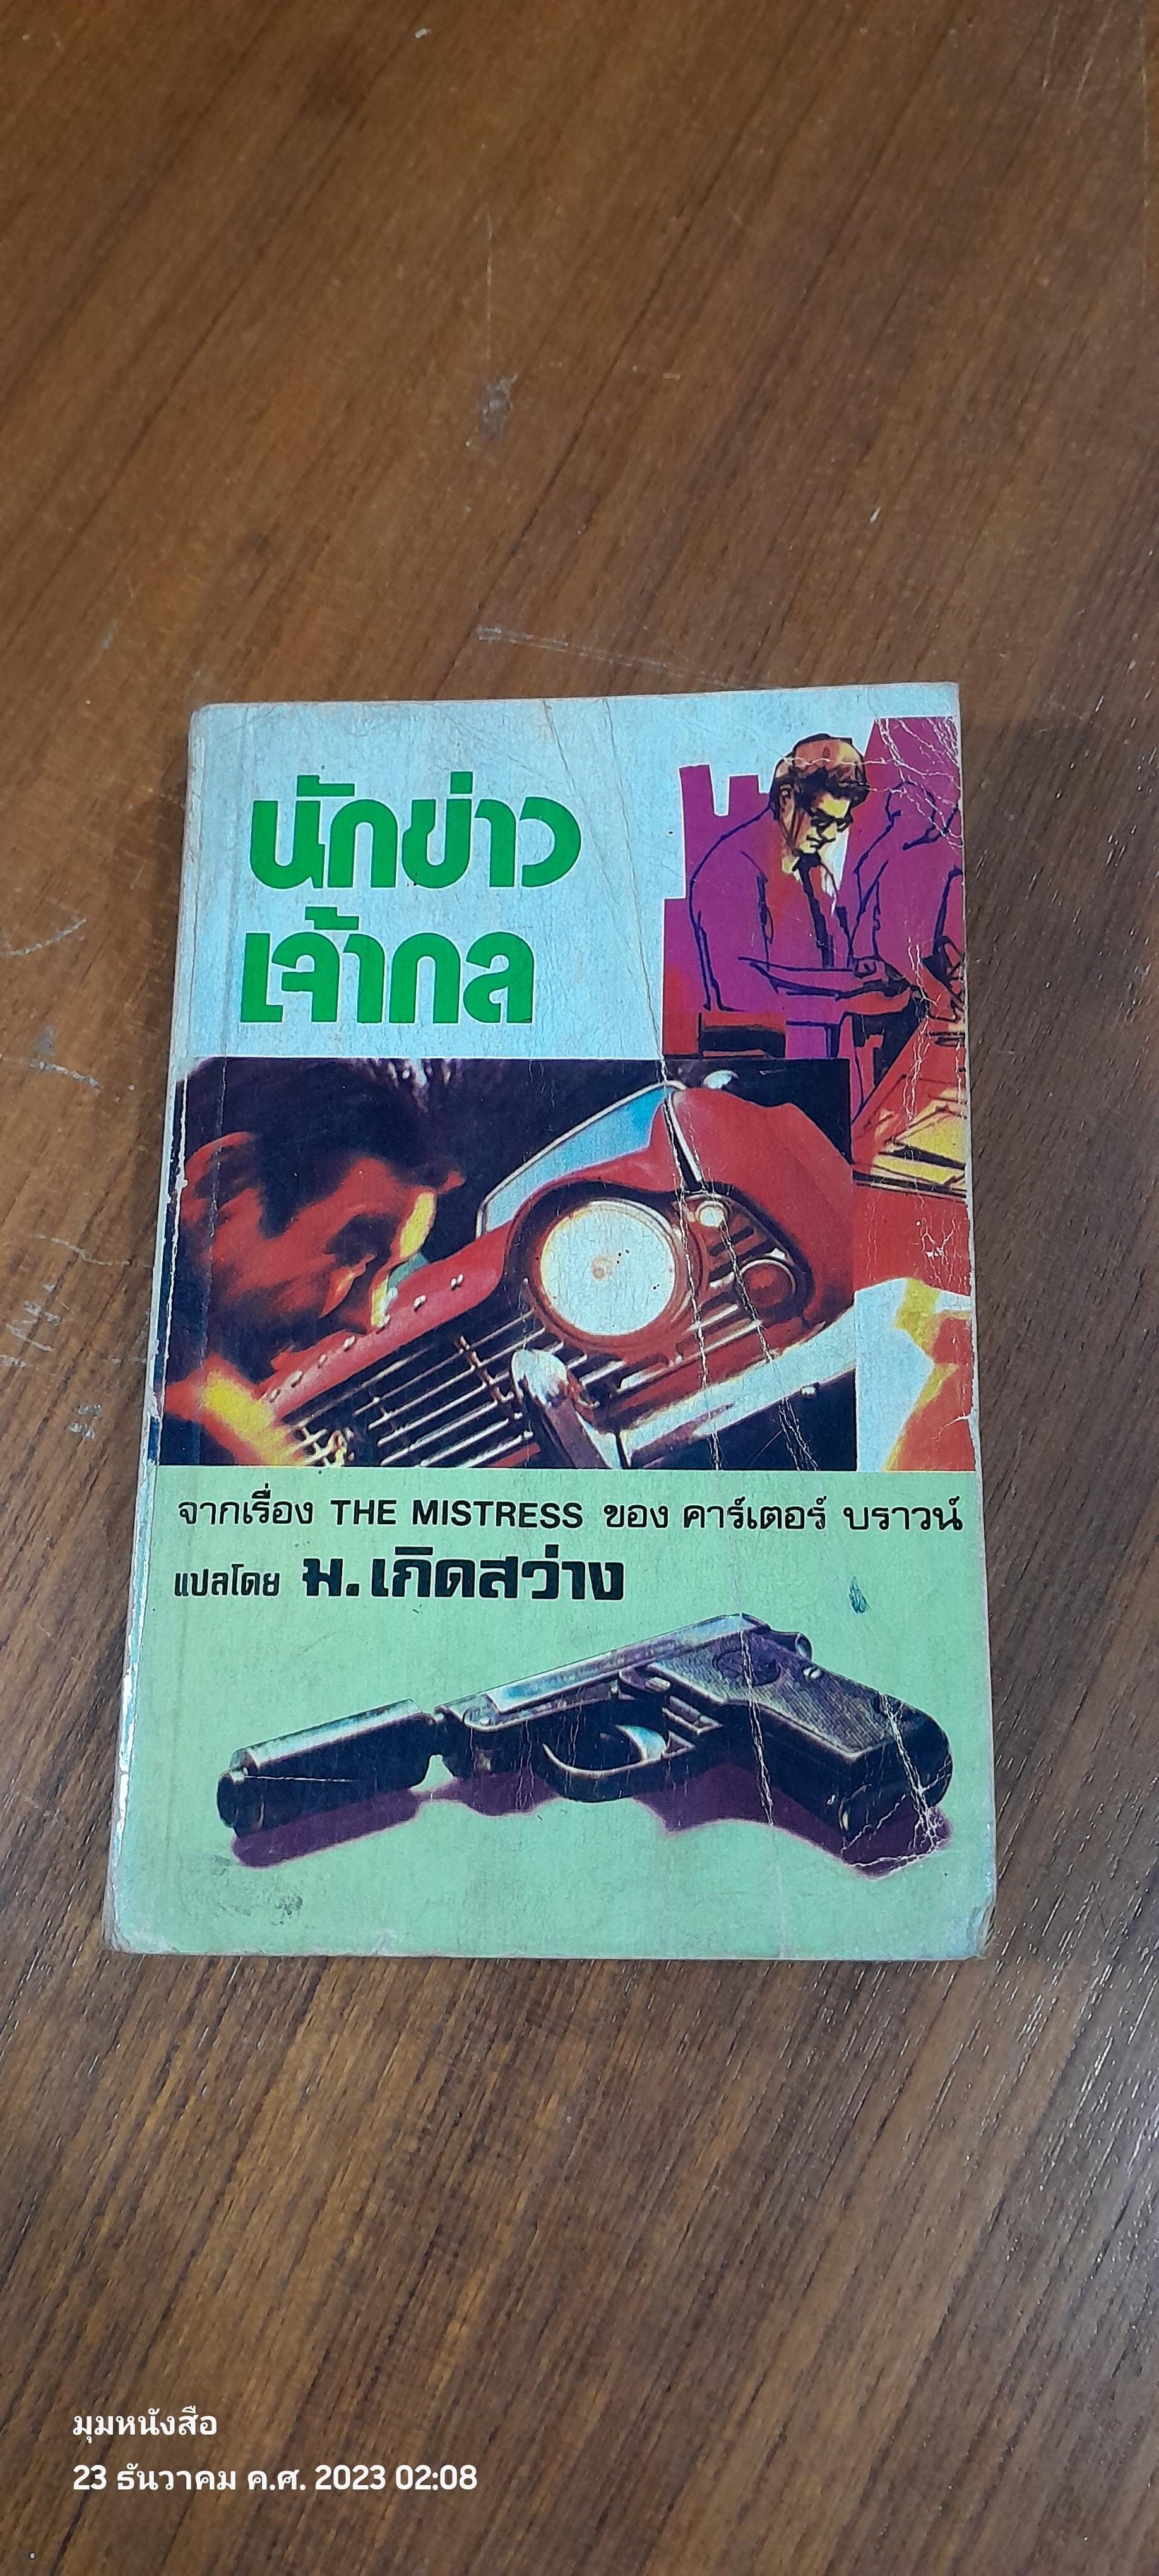 นักข่าว
เจ้ากล
จากเรื่อง THE MISTRESS ของ คาร์เตอร์ บราวน์
แปลโดย ม. เกิดสว่าง
มุมหนังสือ
23 ธันวาคม ค.ศ. 2023 02:08